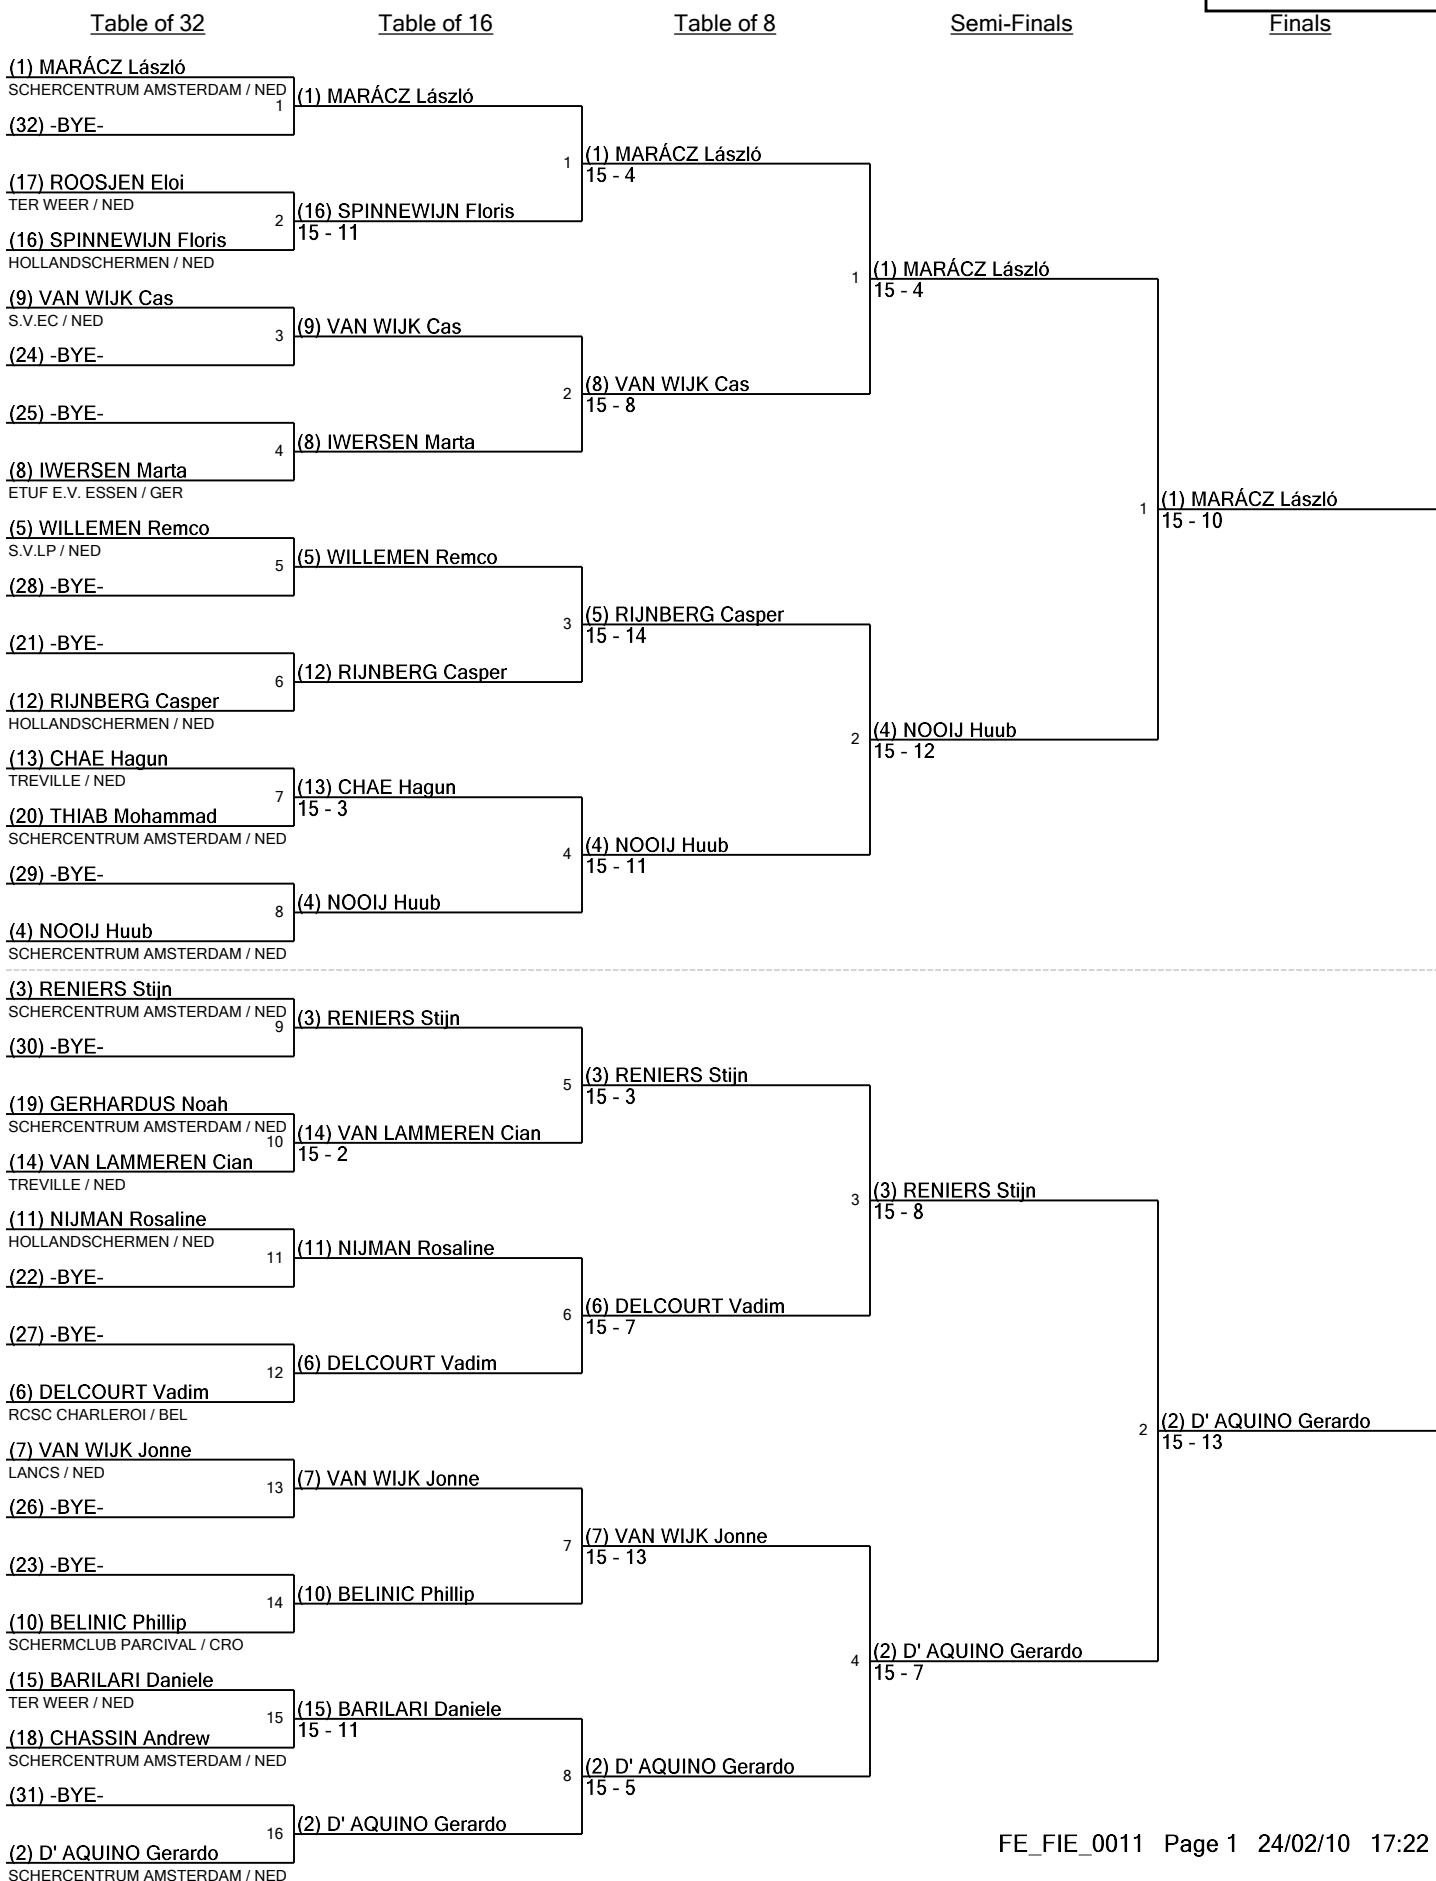 Table of 32
Table of 16
Table of 8
Semi-Finals
Finals
(1) MARÁCZ László
SCHERCENTRUM AMSTERDAM / NED
1
(32) -BYE-
(17) ROOSJEN Eloi
TER WEER / NED
2
(16) SPINNEWIJN Floris
HOLLANDSCHERMEN / NED
(9) VAN WIJK Cas
S.V.EC / NED
3
(24) -BYE-
(25) -BYE-
4
(8) IWERSEN Marta
ETUF E.V. ESSEN / GER
(5) WILLEMEN Remco
S.V.LP / NED
5
(28) -BYE-
(21) -BYE-
6
(12) RIJNBERG Casper
HOLLANDSCHERMEN / NED
(13) CHAE Hagun
TREVILLE / NED
7
(20) THIAB Mohammad
SCHERCENTRUM AMSTERDAM / NED
(29) -BYE-
8
(4) NOOIJ Huub
SCHERCENTRUM AMSTERDAM / NED
(3) RENIERS Stijn
SCHERCENTRUM AMSTERDAM / NED
9
(30) -BYE-
(19) GERHARDUS Noah
SCHERCENTRUM AMSTERDAM / NED
10
(14) VAN LAMMEREN Cian
TREVILLE / NED
(11) NIJMAN Rosaline
HOLLANDSCHERMEN / NED
11
(22) -BYE-
(27) -BYE-
12
(6) DELCOURT Vadim
RCSC CHARLEROI / BEL
(7) VAN WIJK Jonne
LANCS / NED
13
(26) -BYE-
(23) -BYE-
14
(10) BELINIC Phillip
SCHERMCLUB PARCIVAL / CRO
(15) BARILARI Daniele
TER WEER / NED
15
(18) CHASSIN Andrew
SCHERCENTRUM AMSTERDAM / NED
(31) -BYE-
16
(2) D' AQUINO Gerardo
SCHERCENTRUM AMSTERDAM / NED
(1) MARÁCZ László
1
(16) SPINNEWIJN Floris
15 - 11
(9) VAN WIJK Cas
2
(8) IWERSEN Marta
(5) WILLEMEN Remco
3
(12) RIJNBERG Casper
(13) CHAE Hagun
15 - 3
4
(4) NOOIJ Huub
(3) RENIERS Stijn
5
(14) VAN LAMMEREN Cian
15 - 2
(11) NIJMAN Rosaline
6
(6) DELCOURT Vadim
(7) VAN WIJK Jonne
7
(10) BELINIC Phillip
(15) BARILARI Daniele
15 - 11
8
(2) D' AQUINO Gerardo
(1) MARÁCZ László
15 - 4
1
(8) VAN WIJK Cas
15 - 8
(5) RIJNBERG Casper
15 - 14
2
(4) NOOIJ Huub
15 - 11
(3) RENIERS Stijn
15 - 3
3
(6) DELCOURT Vadim
15 - 7
(7) VAN WIJK Jonne
15 - 13
4
(2) D' AQUINO Gerardo
15 - 5
(1) MARÁCZ László
15 - 4
1
(4) NOOIJ Huub
15 - 12
(3) RENIERS Stijn
15 - 8
2
(2) D' AQUINO Gerardo
15 - 7
(1) MARÁCZ László
15 - 10
(2) D' AQUINO Gerardo
15 - 13
FE_FIE_0011 Page 1 24/02/10 17:22